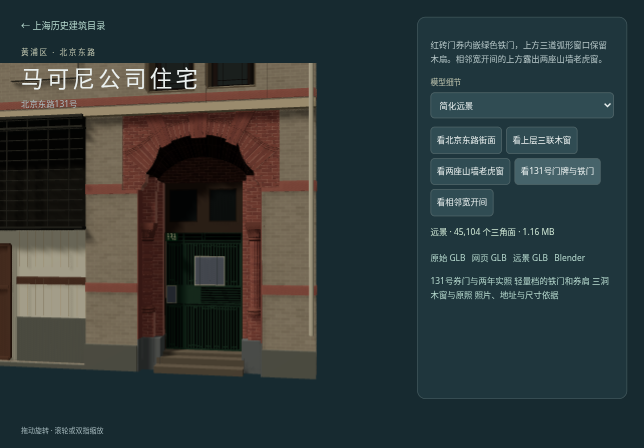 ← 上海历史建筑目录
黄浦区 · 北京东路
马可尼公司住宅
北京东路131号
拖动旋转 · 滚轮或双指缩放
红砖门券内嵌绿色铁门，上方三道弧形窗口保留
木扇。相邻宽开间的上方露出两座老虎窗。
模型细节
简化远景
看北京东路街面
看上层三联木窗
看两座山墙老虎窗
看131号门牌与铁门
看相邻宽开间
远景 · 45,104 个三角面 · 1.16 MB
原始 GLB 网页 GLB 远景 GLB Blender
131号券门与两年实照 轻量档的铁门和券肩 三洞
木窗与原照 照片、地址与尺寸依据